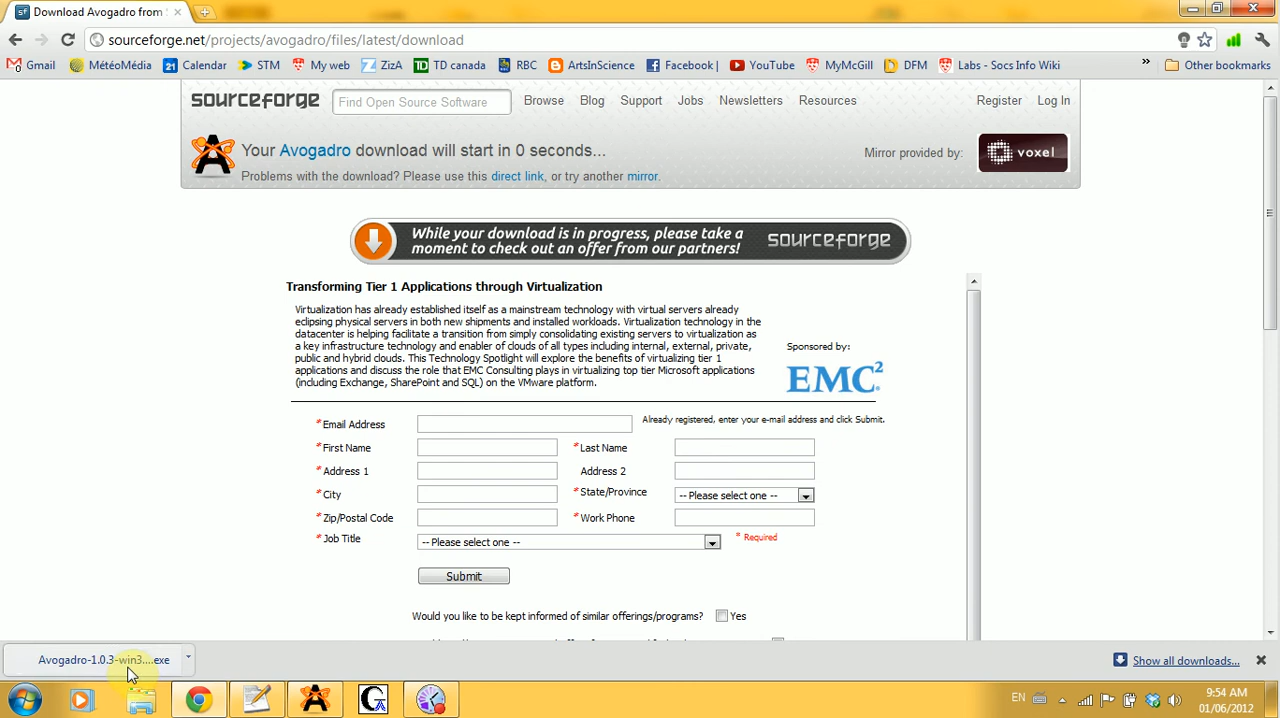 Download Avogadro from
sourceforge.net/projects/avogadro/files/latest/download
Gmail MétéoMédia 21 Calendar STM My web ZizA TD canada RBC ArtsInScience Facebook | YouTube MyMcGill DFM Labs - Socs Info Wiki » Other bookmarks
sourceforge Find Open Source Software Browse Blog Support Jobs Newsletters Resources Register Log In
Your Avogadro download will start in 0 seconds... Mirror provided by: voxel
Problems with the download? Please use this direct link, or try another mirror.
While your download is in progress, please take a
moment to check out an offer from our partners! sourceforge
Transforming Tier 1 Applications through Virtualization
Virtualization has already established itself as a mainstream technology with virtual servers already
eclipsing physical servers in both new shipments and installed workloads. Virtualization technology in the
datacenter is helping facilitate a transition from simply consolidating existing servers to virtualization as
a key infrastructure technology and enabler of clouds of all types including internal, external, private,
public and hybrid clouds. This Technology Spotlight will explore the benefits of virtualizing tier 1
applications and discuss the role that EMC Consulting plays in virtualizing top tier Microsoft applications
(including Exchange, SharePoint and SQL) on the VMware platform.
Sponsored by:
EMC²
*Email Address Already registered, enter your e-mail address and click Submit.
*First Name *Last Name
*Address 1 Address 2
*City *State/Province -- Please select one --
*Zip/Postal Code *Work Phone
*Job Title -- Please select one -- * Required
Submit
Would you like to be kept informed of similar offerings/programs? Yes
Avogadro-1.0.3-win3....exe Show all downloads...
EN 9:54 AM
01/06/2012